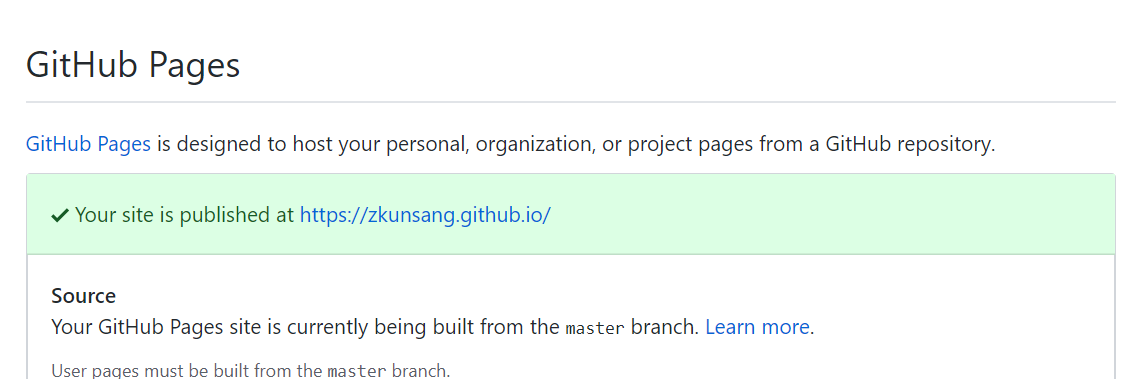 GitHub Pages
GitHub Pages is designed to host your personal, organization, or project pages from a GitHub repository.
✔ Your site is published at https://zkunsang.github.io/
Source
Your GitHub Pages site is currently being built from the master branch. Learn more.
User pages must be built from the master branch.